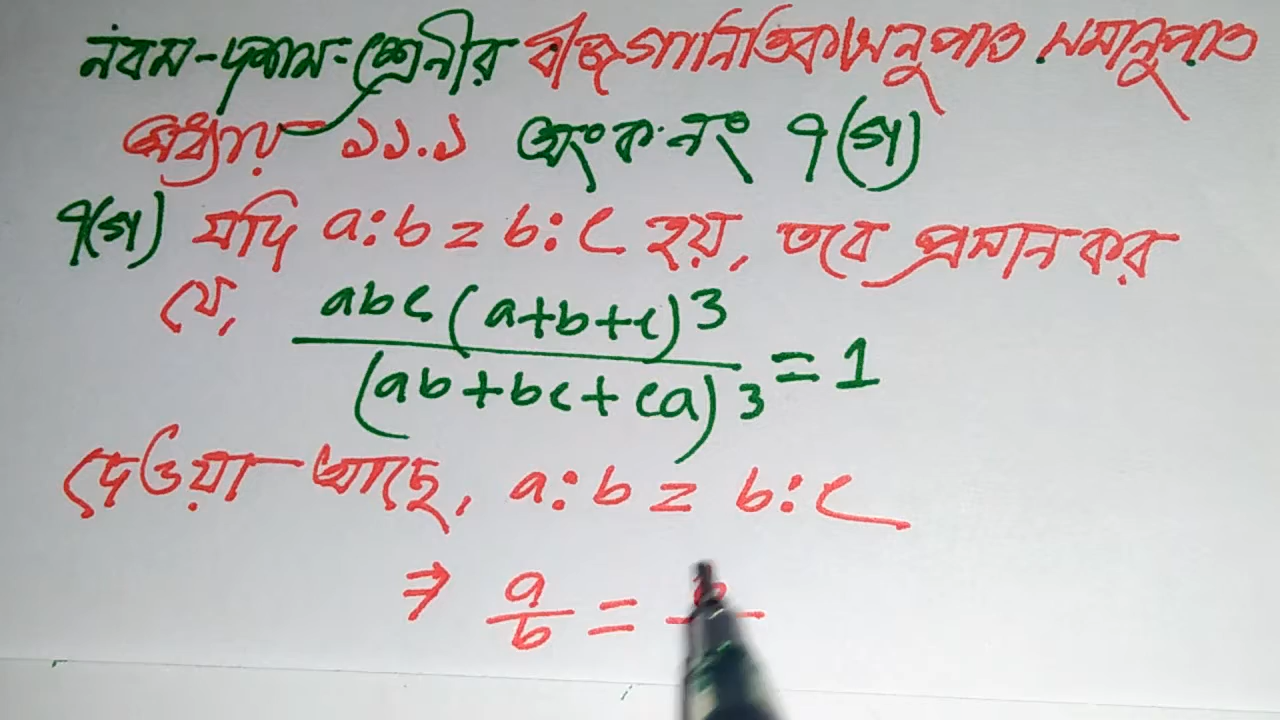 নবম-দশম-শ্রেনীর বীজগানিতিক অনুপাত সমানুপাত
অধ্যায় ১১.১ অংক নং ৭(গ)
৭(গ) যদি a:b = b:c হয়, তবে প্রমান কর
যে, abc(a+b+c)3 / (ab+bc+ca)3 = 1
দেওয়া আছে, a:b = b:c
⇒ a/b =